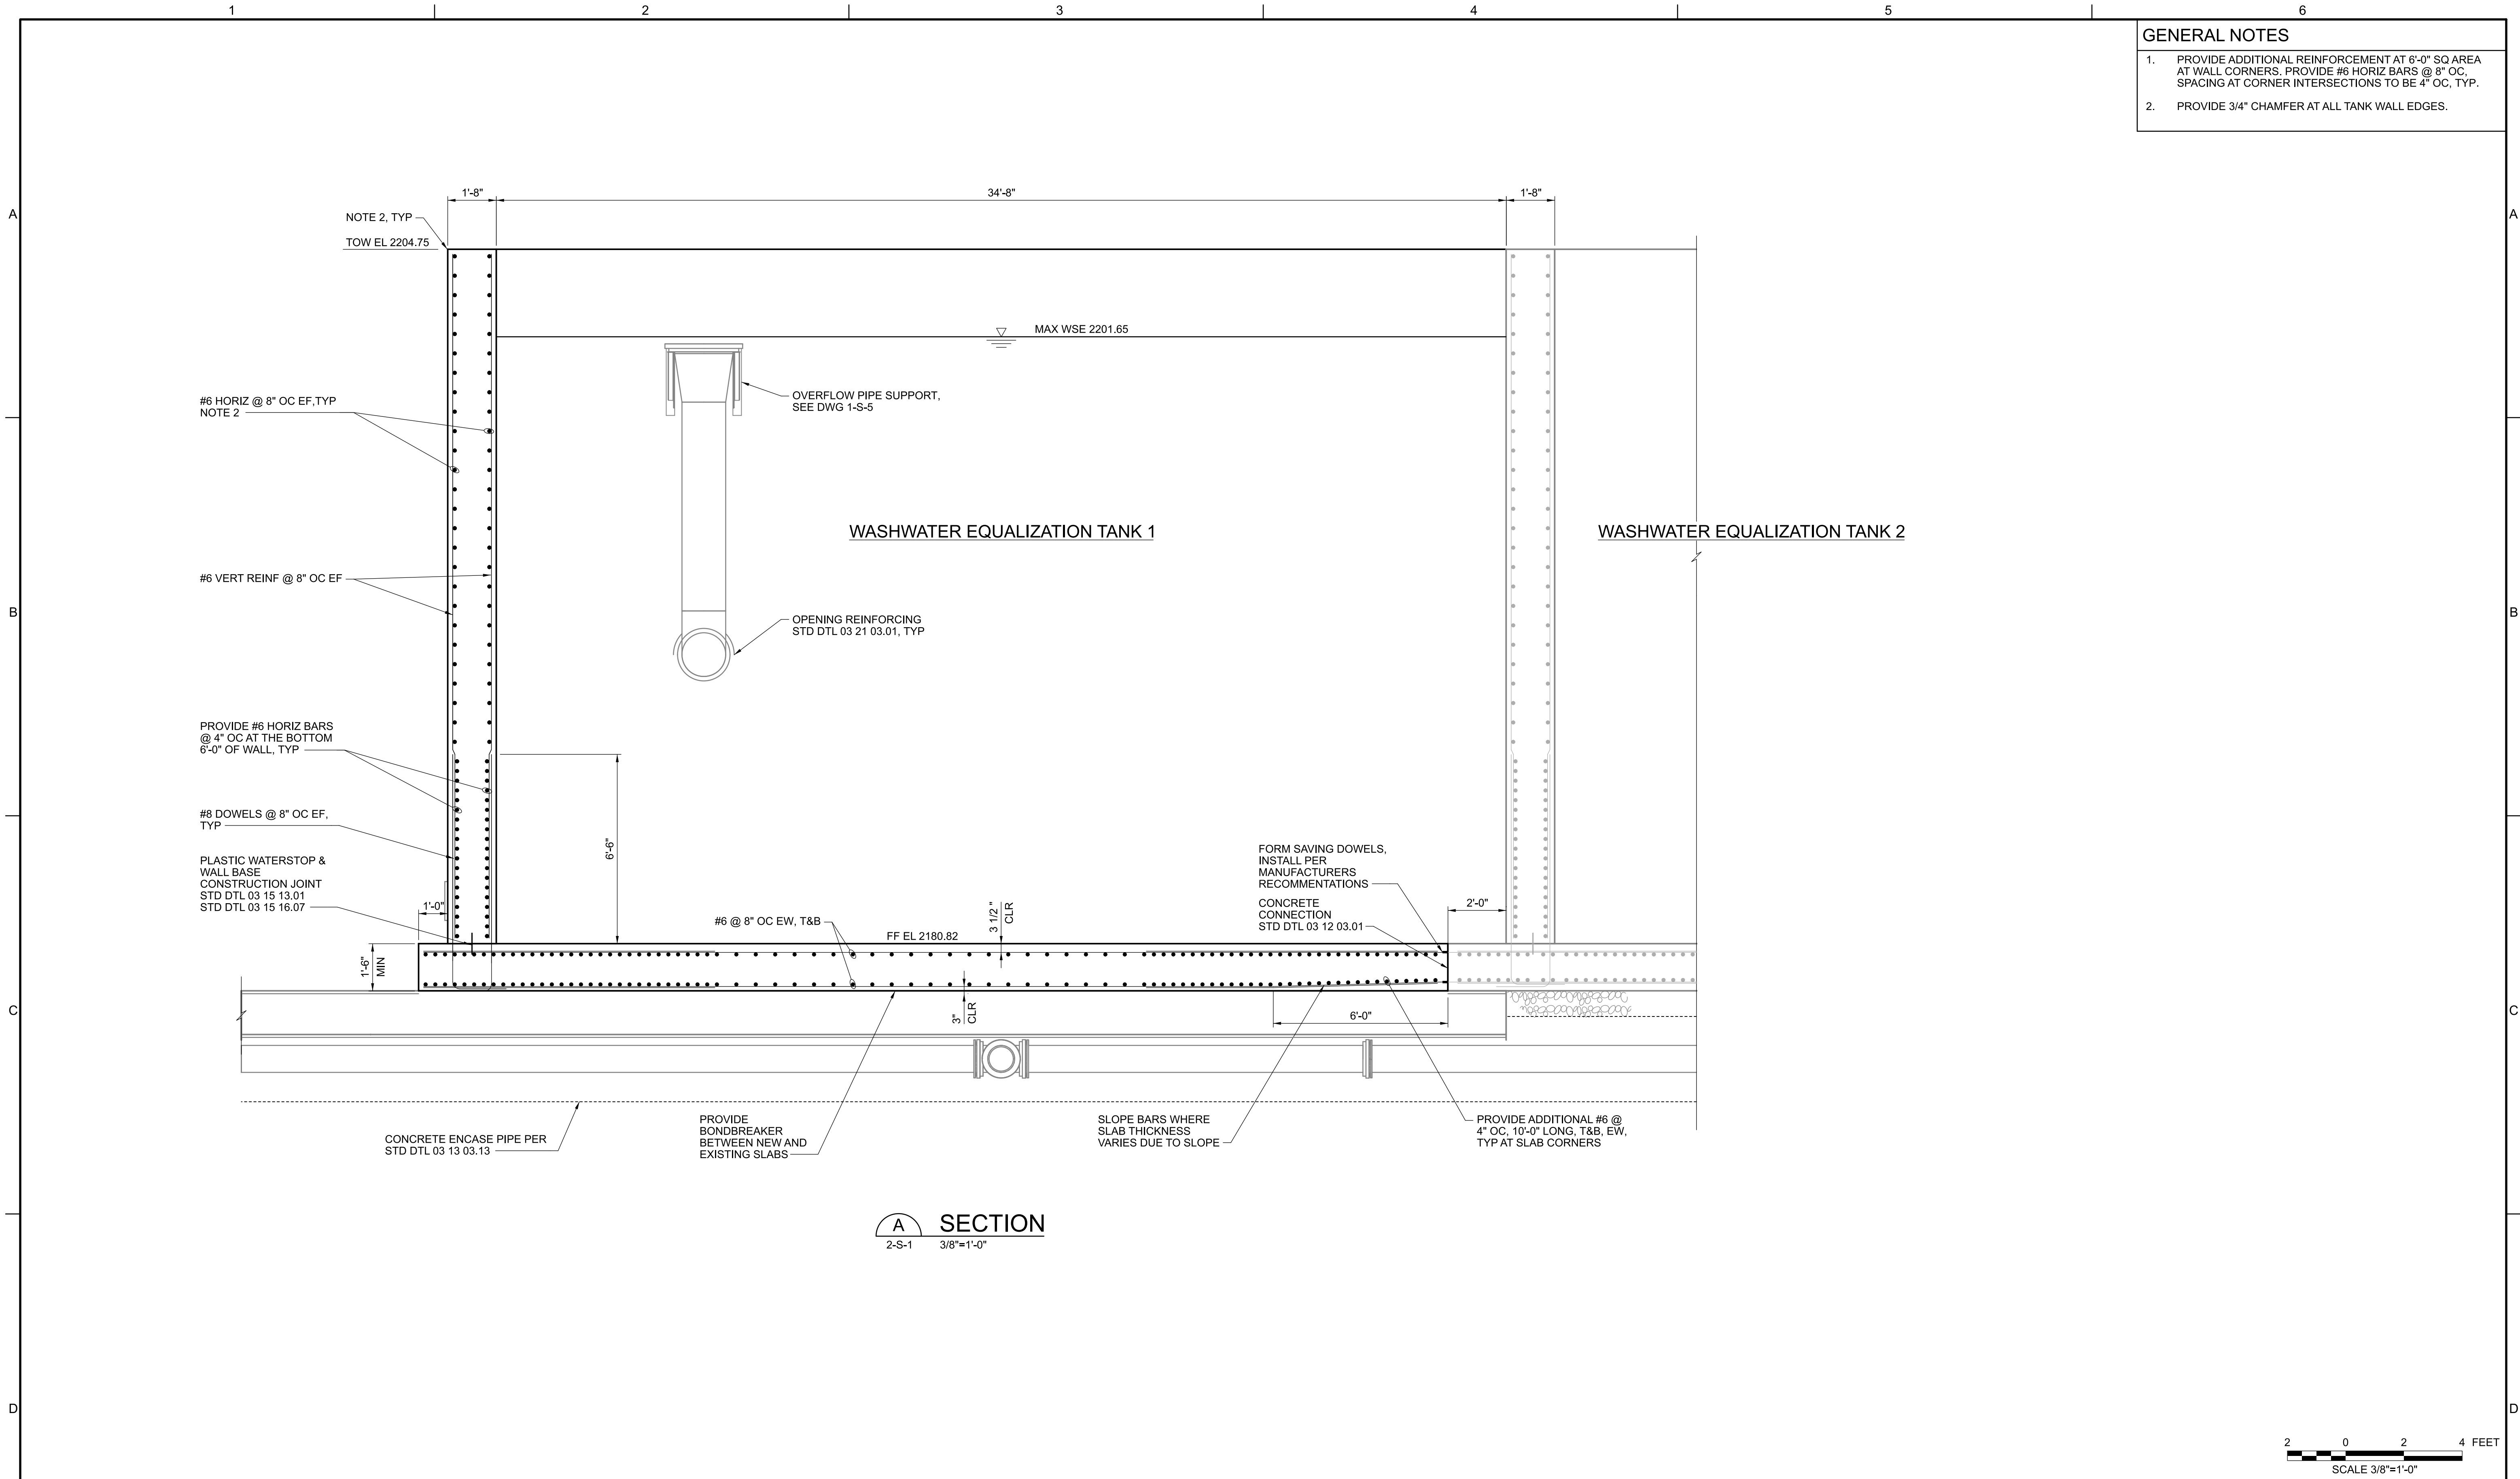 1 2 3 4 5 6
GENERAL NOTES
1. PROVIDE ADDITIONAL REINFORCEMENT AT 6'-0" SQ AREA
AT WALL CORNERS. PROVIDE #6 HORIZ BARS @ 8" OC,
SPACING AT CORNER INTERSECTIONS TO BE 4" OC, TYP.
2. PROVIDE 3/4" CHAMFER AT ALL TANK WALL EDGES.
1'-8" 34'-8" 1'-8"
A A
NOTE 2, TYP
TOW EL 2204.75
MAX WSE 2201.65
OVERFLOW PIPE SUPPORT,
SEE DWG 1-S-5
#6 HORIZ @ 8" OC EF,TYP
NOTE 2
WASHWATER EQUALIZATION TANK 1
WASHWATER EQUALIZATION TANK 2
#6 VERT REINF @ 8" OC EF
B B
OPENING REINFORCING
STD DTL 03 21 03.01, TYP
PROVIDE #6 HORIZ BARS
@ 4" OC AT THE BOTTOM
6'-0" OF WALL, TYP
#8 DOWELS @ 8" OC EF,
TYP
6'-6"
PLASTIC WATERSTOP &
WALL BASE
CONSTRUCTION JOINT
STD DTL 03 15 13.01
STD DTL 03 15 16.07
1'-0"
FORM SAVING DOWELS,
INSTALL PER
MANUFACTURERS
RECOMMENTATIONS
CONCRETE
CONNECTION
STD DTL 03 12 03.01
2'-0"
#6 @ 8" OC EW, T&B
3 1/2 "
CLR
FF EL 2180.82
1'-6"
MIN
C C
3"
CLR
6'-0"
CONCRETE ENCASE PIPE PER
STD DTL 03 13 03.13
PROVIDE
BONDBREAKER
BETWEEN NEW AND
EXISTING SLABS
SLOPE BARS WHERE
SLAB THICKNESS
VARIES DUE TO SLOPE
PROVIDE ADDITIONAL #6 @
4" OC, 10'-0" LONG, T&B, EW,
TYP AT SLAB CORNERS
A SECTION
2-S-1 3/8"=1'-0"
D D
2 0 2 4 FEET
SCALE 3/8"=1'-0"